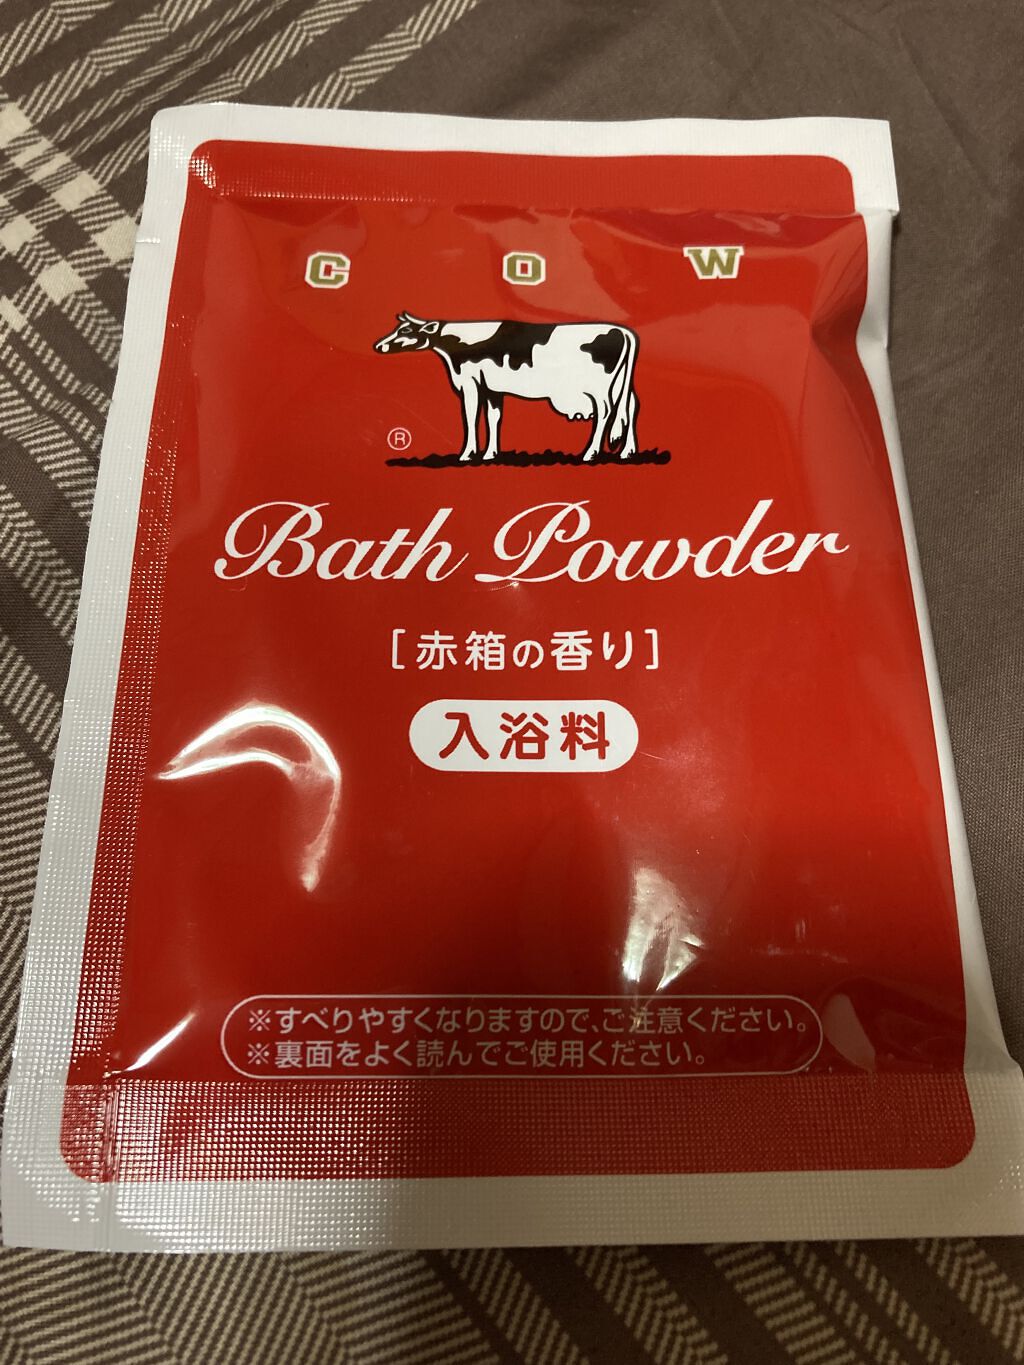 C O W
®
Bath Powder
[赤箱の香り]
入浴料
※すべりやすくなりますので、ご注意ください。
※裏面をよく読んでご使用ください。